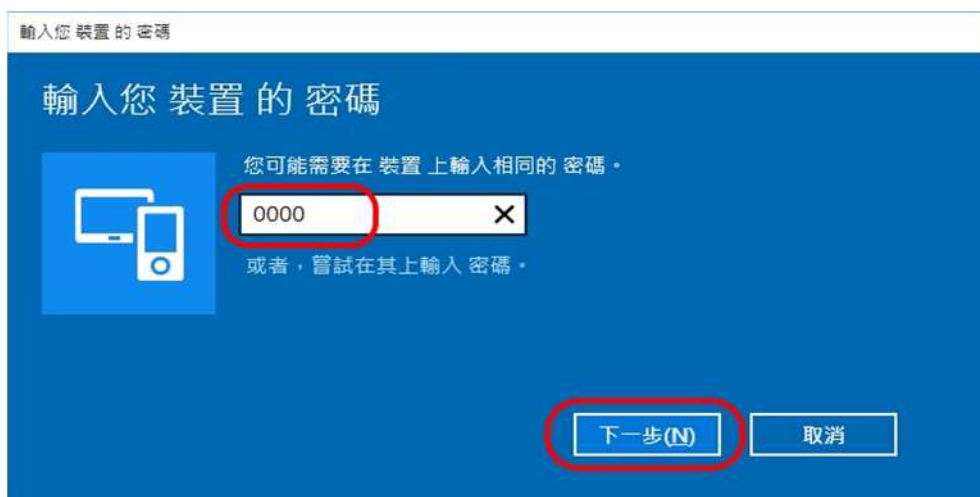 輸入您 裝置 的 密碼
輸入您 裝置 的 密碼
您可能需要在 裝置 上輸入相同的 密碼。
0000
或者，嘗試在其上輸入 密碼。
下一步(N)
取消